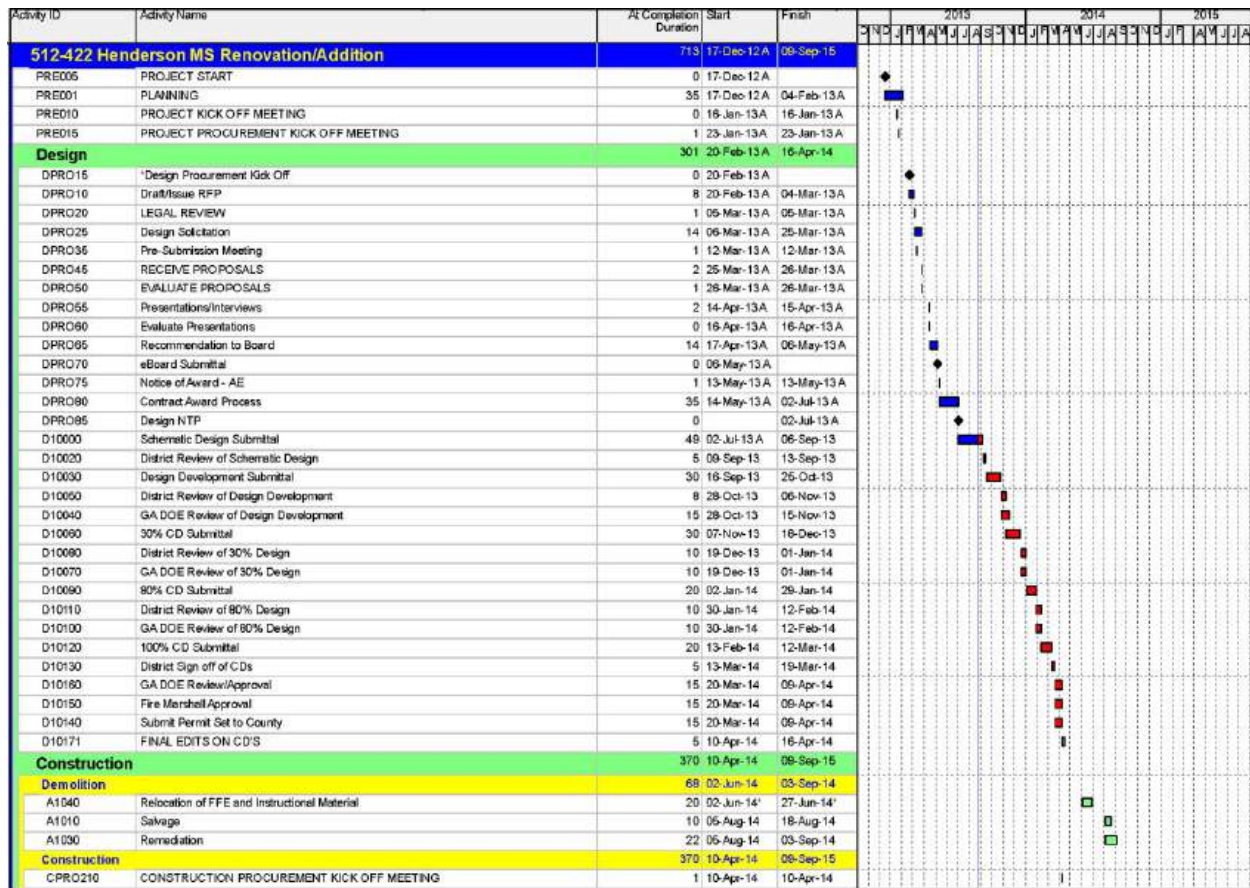 Activity ID Activity Name At Completion Duration Start Finish 2013 2014 2015
D N D J F M A M J J A S O N D J F M A M J J A S O N D J F A M J J A
512-422 Henderson MS Renovation/Addition 713 17-Dec-12 A 09-Sep-15
PRE005 PROJECT START 0 17-Dec-12 A
PRE001 PLANNING 35 17-Dec-12 A 04-Feb-13 A
PRE010 PROJECT KICK OFF MEETING 0 16-Jan-13 A 16-Jan-13 A
PRE015 PROJECT PROCUREMENT KICK OFF MEETING 1 23-Jan-13 A 23-Jan-13 A
Design 301 20-Feb-13 A 16-Apr-14
DPRO15 *Design Procurement Kick Off 0 20-Feb-13 A
DPRO10 Draft/Issue RFP 8 20-Feb-13 A 04-Mar-13 A
DPRO20 LEGAL REVIEW 1 05-Mar-13 A 05-Mar-13 A
DPRO25 Design Solicitation 14 06-Mar-13 A 25-Mar-13 A
DPRO35 Pre-Submission Meeting 1 12-Mar-13 A 12-Mar-13 A
DPRO45 RECEIVE PROPOSALS 2 25-Mar-13 A 26-Mar-13 A
DPRO50 EVALUATE PROPOSALS 1 26-Mar-13 A 26-Mar-13 A
DPRO55 Presentations/Interviews 2 14-Apr-13 A 15-Apr-13 A
DPRO60 Evaluate Presentations 0 16-Apr-13 A 16-Apr-13 A
DPRO65 Recommendation to Board 14 17-Apr-13 A 06-May-13 A
DPRO70 eBoard Submittal 0 06-May-13 A
DPRO75 Notice of Award - AE 1 13-May-13 A 13-May-13 A
DPRO80 Contract Award Process 35 14-May-13 A 02-Jul-13 A
DPRO85 Design NTP 0 02-Jul-13 A
D10000 Schematic Design Submittal 49 02-Jul-13 A 06-Sep-13
D10020 District Review of Schematic Design 5 09-Sep-13 13-Sep-13
D10030 Design Development Submittal 30 16-Sep-13 25-Oct-13
D10050 District Review of Design Development 8 28-Oct-13 06-Nov-13
D10040 GA DOE Review of Design Development 15 28-Oct-13 15-Nov-13
D10060 30% CD Submittal 30 07-Nov-13 18-Dec-13
D10080 District Review of 30% Design 10 19-Dec-13 01-Jan-14
D10070 GA DOE Review of 30% Design 10 19-Dec-13 01-Jan-14
D10090 80% CD Submittal 20 02-Jan-14 29-Jan-14
D10110 District Review of 80% Design 10 30-Jan-14 12-Feb-14
D10100 GA DOE Review of 80% Design 10 30-Jan-14 12-Feb-14
D10120 100% CD Submittal 20 13-Feb-14 12-Mar-14
D10130 District Sign off of CDs 5 13-Mar-14 19-Mar-14
D10160 GA DOE Review/Approval 15 20-Mar-14 09-Apr-14
D10150 Fire Marshall Approval 15 20-Mar-14 09-Apr-14
D10140 Submit Permit Set to County 15 20-Mar-14 09-Apr-14
D10171 FINAL EDITS ON CD'S 5 10-Apr-14 16-Apr-14
Construction 370 10-Apr-14 09-Sep-15
Demolition 68 02-Jun-14 03-Sep-14
A1040 Relocation of FFE and Instructional Material 20 02-Jun-14* 27-Jun-14*
A1010 Salvage 10 05-Aug-14 18-Aug-14
A1030 Remediation 22 05-Aug-14 03-Sep-14
Construction 370 10-Apr-14 09-Sep-15
CPRO210 CONSTRUCTION PROCUREMENT KICK OFF MEETING 1 10-Apr-14 10-Apr-14